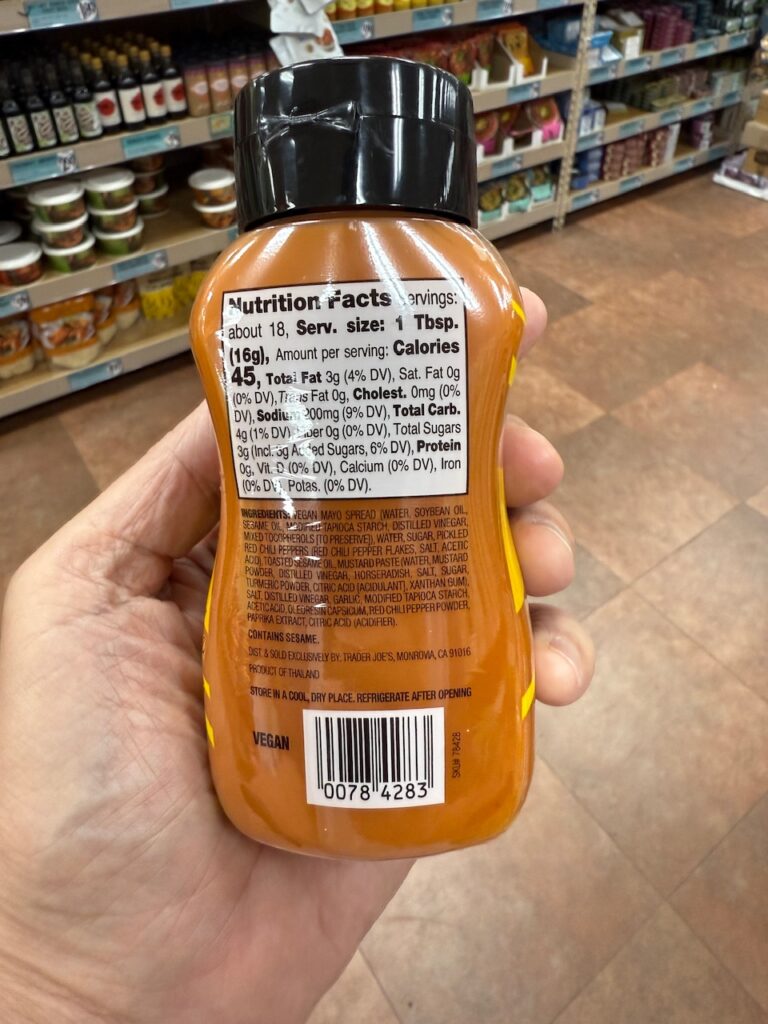 Nutrition Facts servings:
about 18, Serv. size: 1 Tbsp.
(16g), Amount per serving: Calories
45, Total Fat 3g (4% DV), Sat. Fat 0g
(0% DV), Trans Fat 0g, Cholest. 0mg (0%
DV), Sodium 200mg (9% DV), Total Carb.
4g (1% DV), Fiber 0g (0% DV), Total Sugars
3g (Incl. 3g Added Sugars, 6% DV), Protein
0g, Vit. D (0% DV), Calcium (0% DV), Iron
(0% DV), Potas. (0% DV).
INGREDIENTS: VEGAN MAYO SPREAD (WATER, SOYBEAN OIL,
SESAME OIL, MODIFIED TAPIOCA STARCH, DISTILLED VINEGAR,
MIXED TOCOPHEROLS [TO PRESERVE]), WATER, SUGAR, PICKLED
RED CHILI PEPPERS (RED CHILI PEPPER FLAKES, SALT, ACETIC
ACID), TOASTED SESAME OIL, MUSTARD PASTE (WATER, MUSTARD
POWDER, DISTILLED VINEGAR, HORSERADISH, SALT, SUGAR,
TURMERIC POWDER, CITRIC ACID [ACIDULANT], XANTHAN GUM),
SALT, DISTILLED VINEGAR, GARLIC, MODIFIED TAPIOCA STARCH,
ACETIC ACID, OLEORESIN CAPSICUM, RED CHILI PEPPER POWDER,
PAPRIKA EXTRACT, CITRIC ACID (ACIDIFIER).
CONTAINS SESAME.
DIST. & SOLD EXCLUSIVELY BY: TRADER JOE'S, MONROVIA, CA 91016
PRODUCT OF THAILAND
STORE IN A COOL, DRY PLACE. REFRIGERATE AFTER OPENING
VEGAN
0078 4283
SKU# 78428